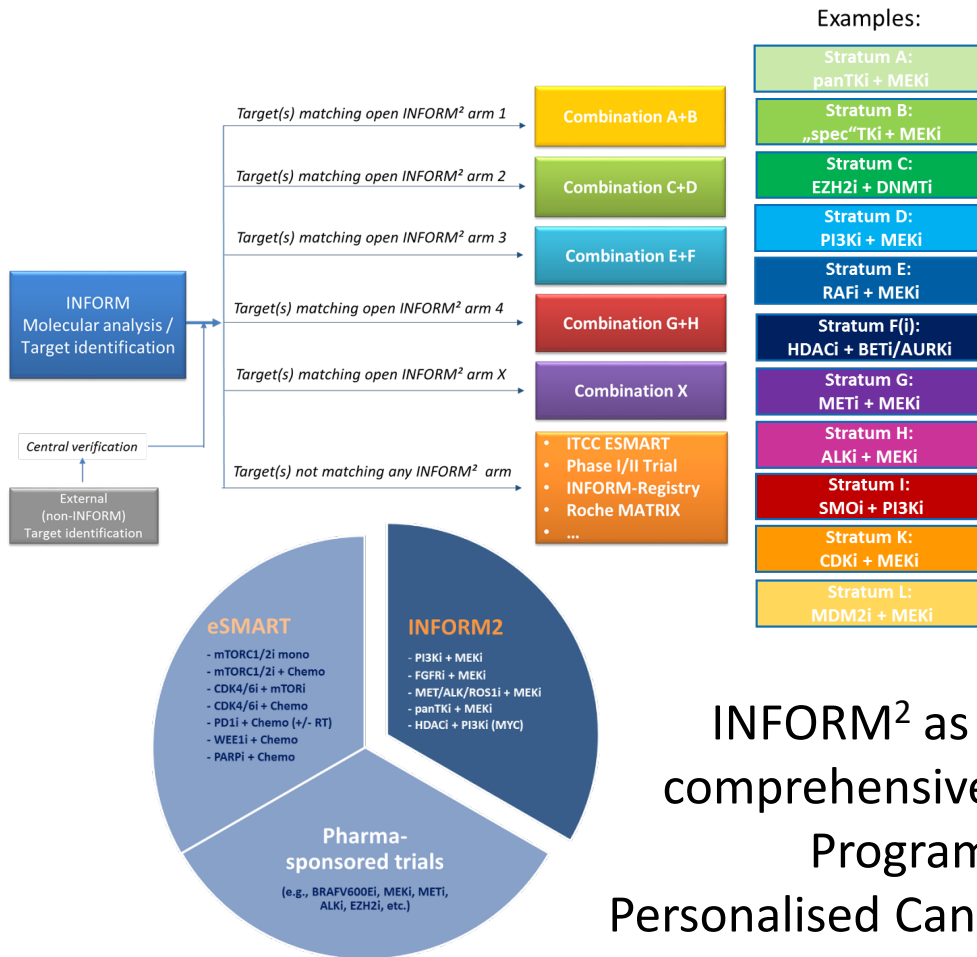 Examples:
Stratum A:
panTKi + MEKi
Stratum B:
„spec“TKi + MEKi
Stratum C:
EZH2i + DNMTi
Stratum D:
PI3Ki + MEKi
Stratum E:
RAFi + MEKi
Stratum F(i):
HDACi + BETi/AURKi
Stratum G:
METi + MEKi
Stratum H:
ALKi + MEKi
Stratum I:
SMOi + PI3Ki
Stratum K:
CDKi + MEKi
Stratum L:
MDM2i + MEKi
INFORM
Molecular analysis /
Target identification
Central verification
External
(non-INFORM)
Target identification
Target(s) matching open INFORM² arm 1
Combination A+B
Target(s) matching open INFORM² arm 2
Combination C+D
Target(s) matching open INFORM² arm 3
Combination E+F
Target(s) matching open INFORM² arm 4
Combination G+H
Target(s) matching open INFORM² arm X
Combination X
Target(s) not matching any INFORM² arm
• ITCC ESMART
• Phase I/II Trial
• INFORM-Registry
• Roche MATRIX
• ...
eSMART
- mTORC1/2i mono
- mTORC1/2i + Chemo
- CDK4/6i + mTORi
- CDK4/6i + Chemo
- PD1i + Chemo (+/- RT)
- WEE1i + Chemo
- PARPi + Chemo
INFORM2
- PI3Ki + MEKi
- FGFRi + MEKi
- MET/ALK/ROS1i + MEKi
- panTKi + MEKi
- HDACi + PI3Ki (MYC)
Pharma-
sponsored trials
(e.g., BRAFV600Ei, MEKi, METi,
ALKi, EZH2i, etc.)
INFORM² as
comprehensive
Program
Personalised Can